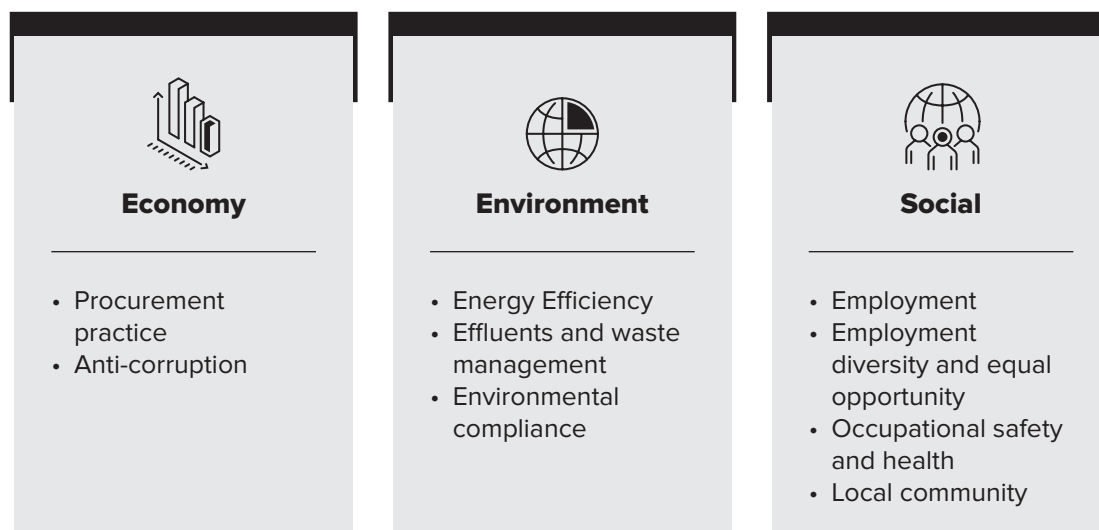 Economy
• Procurement
practice
• Anti-corruption
Environment
• Energy Efficiency
• Effluents and waste
management
• Environmental
compliance
Social
• Employment
• Employment
diversity and equal
opportunity
• Occupational safety
and health
• Local community